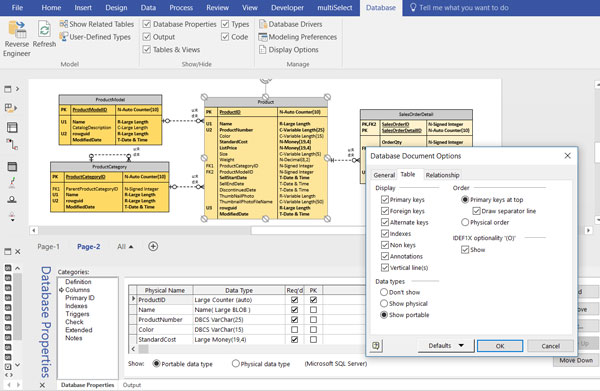 File Home Insert Design Data Process Review View Developer multiSelect Database Tell me what you want to do
Reverse Engineer
Refresh
Show Related Tables
User-Defined Types
Model
Database Properties
Output
Tables & Views
Types
Code
Show/Hide
Database Drivers
Modeling Preferences
Display Options
Manage
ProductModel
PK ProductModelID N-Auto Counter(10)
U1 Name R-Large Length
CatalogDescription C-Large Length
U2 rowguid R-Large Length
ModifiedDate T-Date & Time
ProductCategory
PK ProductCategoryID N-Auto Counter(10)
FK1 ParentProductCategoryID N-Signed Integer
U1 Name R-Large Length
U2 rowguid R-Large Length
ModifiedDate T-Date & Time
Product
PK ProductID N-Auto Counter(10)
U1 Name R-Large Length
U2 ProductNumber C-Variable Length(25)
Color C-Variable Length(15)
StandardCost N-Money(19,4)
ListPrice N-Money(19,4)
Size C-Variable Length(5)
Weight N-Decimal(8,2)
FK1 ProductCategoryID N-Signed Integer
FK2 ProductModelID N-Signed Integer
SellStartDate T-Date & Time
SellEndDate T-Date & Time
DiscontinuedDate T-Date & Time
ThumbNailPhoto R-Variable Length
ThumbnailPhotoFileName C-Variable Length(50)
U3 rowguid R-Large Length
ModifiedDate T-Date & Time
SalesOrderDetail
PK,FK2 SalesOrderID N-Signed Integer
PK SalesOrderDetailID N-Auto Counter(10)
OrderQty
Database Document Options
General Table Relationship
Display
Primary keys
Foreign keys
Alternate keys
Indexes
Non keys
Annotations
Vertical line(s)
Order
Primary keys at top
Draw separator line
Physical order
IDEF1X optionality '(O)'
Show
Data types
Don't show
Show physical
Show portable
Defaults
OK
Cancel
Page-1 Page-2 All
Database Properties
Categories:
Definition
Columns
Primary ID
Indexes
Triggers
Check
Extended
Notes
Physical Name Data Type Req'd PK
ProductID Large Counter (auto)
Name Name( Large BLOB )
ProductNumber DBCS VarChar(25)
Color DBCS VarChar(15)
StandardCost Large Money(19,4)
Show: Portable data type Physical data type (Microsoft SQL Server)
Move Down
Database Properties Output